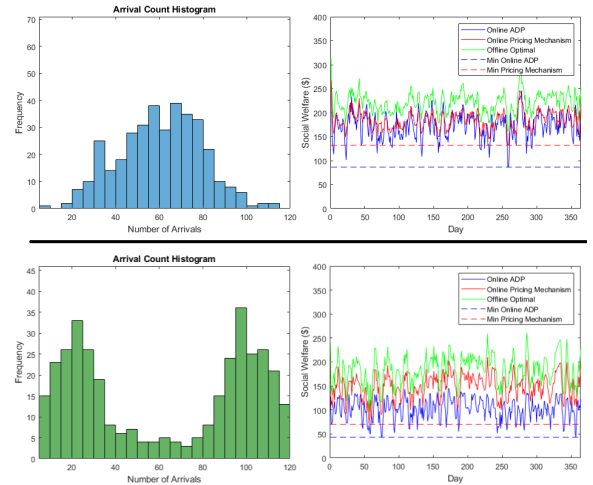 Arrival Count Histogram
70
60
50
40
30
20
10
0
Frequency
20 40 60 80 100 120
Number of Arrivals
400
350
300
250
200
150
100
50
0
Social Welfare ($)
Online ADP
Online Pricing Mechanism
Offline Optimal
Min Online ADP
Min Pricing Mechanism
0 50 100 150 200 250 300 350
Day
Arrival Count Histogram
45
40
35
30
25
20
15
10
5
0
Frequency
20 40 60 80 100 120
Number of Arrivals
400
350
300
250
200
150
100
50
0
Social Welfare ($)
Online ADP
Online Pricing Mechanism
Offline Optimal
Min Online ADP
Min Pricing Mechanism
0 50 100 150 200 250 300 350
Day